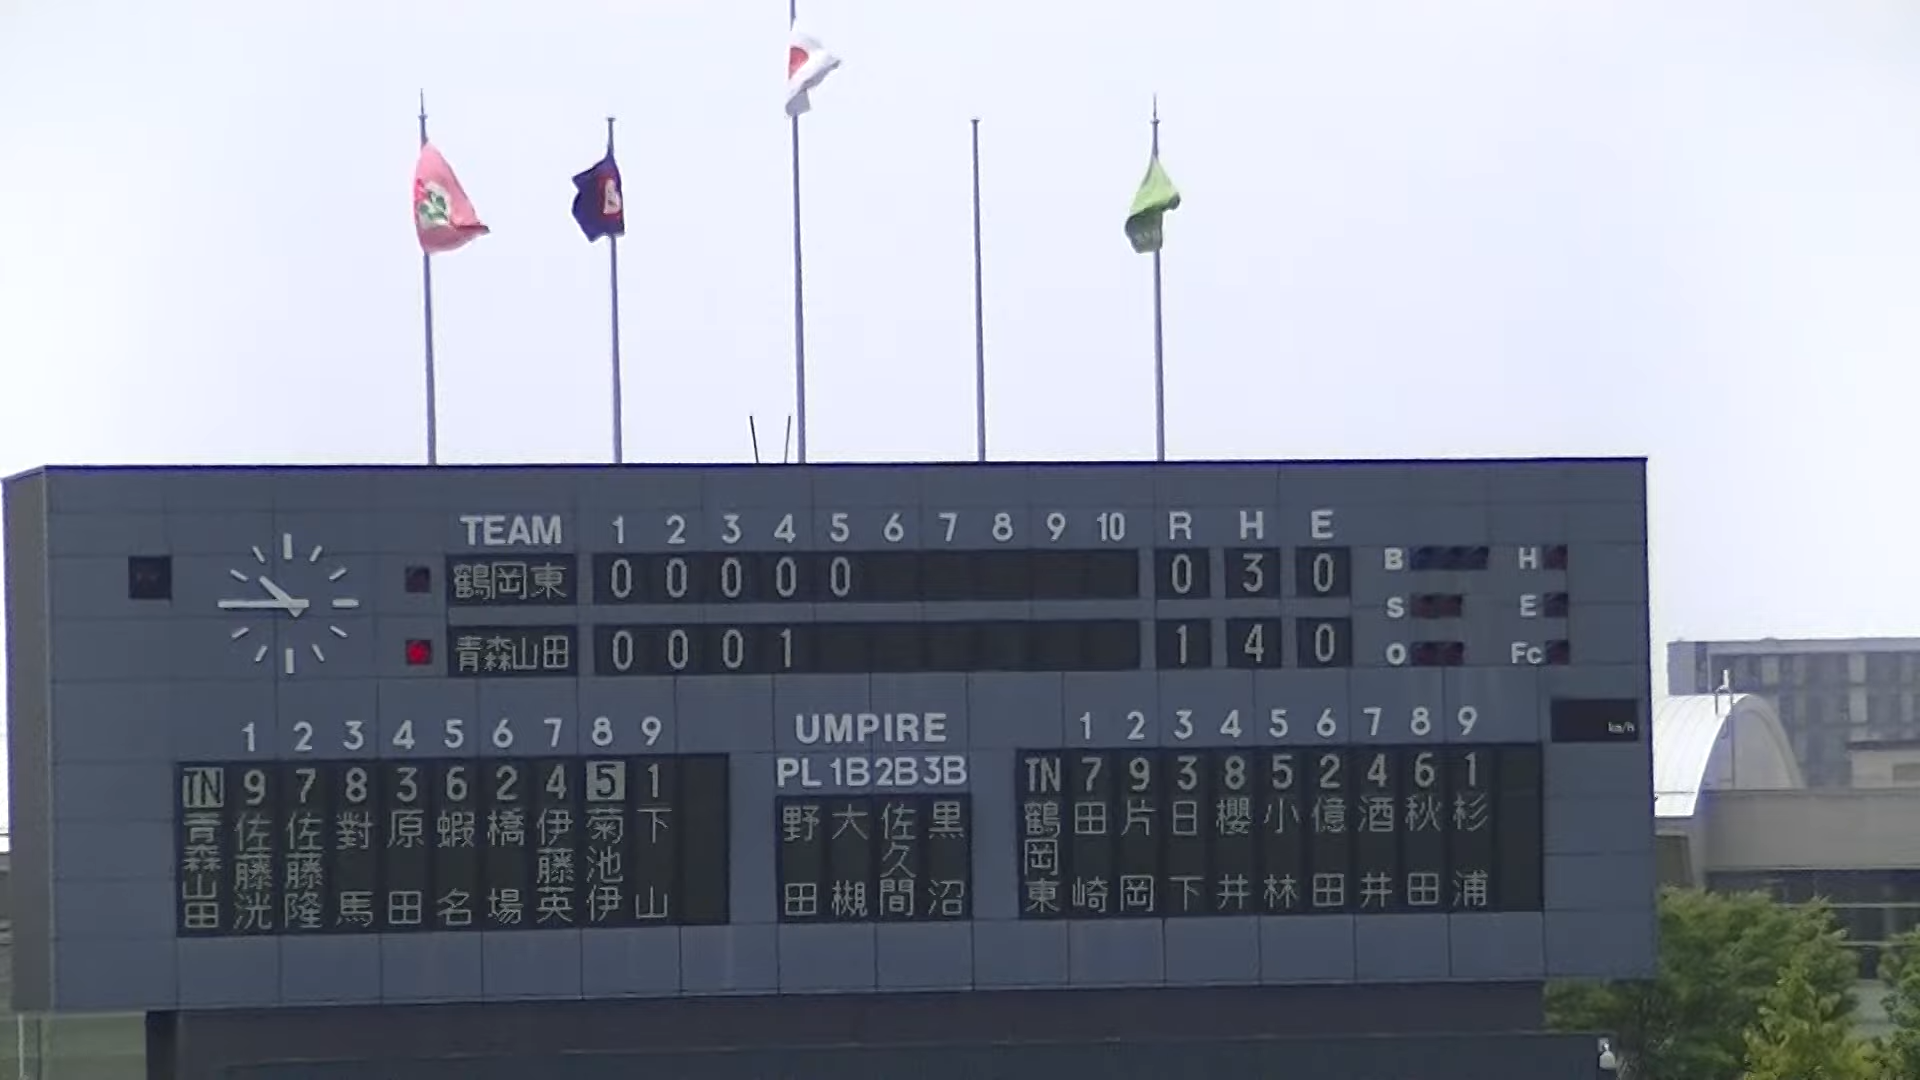 TEAM 1 2 3 4 5 6 7 8 9 10 R H E
鶴岡東 0 0 0 0 0 0 3 0
青森山田 0 0 0 1 1 4 0
B H
S E
O Fc
1 2 3 4 5 6 7 8 9
IN 9 7 8 3 6 2 4 5 1
青森山田
佐藤洸
佐藤隆
對馬
原田
蝦名
橋場
伊藤英
菊池伊
下山
UMPIRE
PL 1B 2B 3B
野田
大槻
佐久間
黒沼
1 2 3 4 5 6 7 8 9
IN 7 9 3 8 5 2 4 6 1
鶴岡東
田崎
片岡
日下
櫻井
小林
億田
酒井
秋田
杉浦
km/h